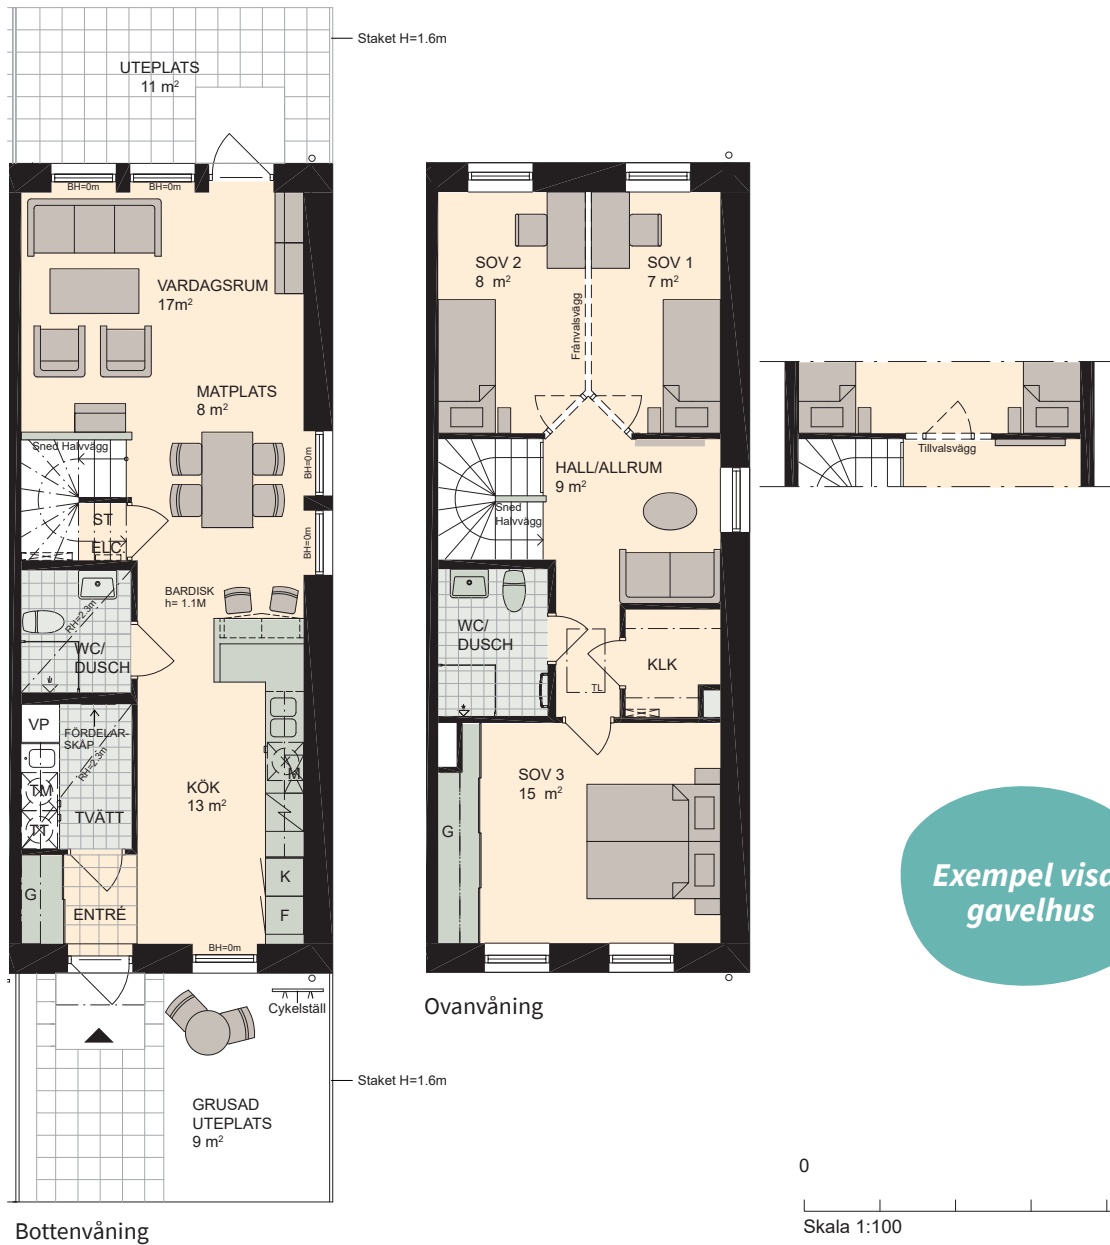 Staket H=1.6m
UTEPLATS
11 m²
BH=0m
BH=0m
VARDAGSRUM
17m²
MATPLATS
8 m²
Sned Halvvägg
BH=0m
ST
ELC
BH=0m
BARDISK
h= 1.1M
RH=2.3m
WC/
DUSCH
VP
FÖRDELAR-
SKÅP
RH=2.3m
TM
TVÄTT
TT
KÖK
13 m²
M
K
F
G
ENTRÉ
BH=0m
Cykelställ
Staket H=1.6m
GRUSAD
UTEPLATS
9 m²
Bottenvåning
SOV 2
8 m²
SOV 1
7 m²
Frånvalsvägg
HALL/ALLRUM
9 m²
Sned
Halvvägg
WC/
DUSCH
KLK
TL
SOV 3
15 m²
G
Ovanvåning
Tillvalsvägg
Exempel visa
gavelhus
0
Skala 1:100